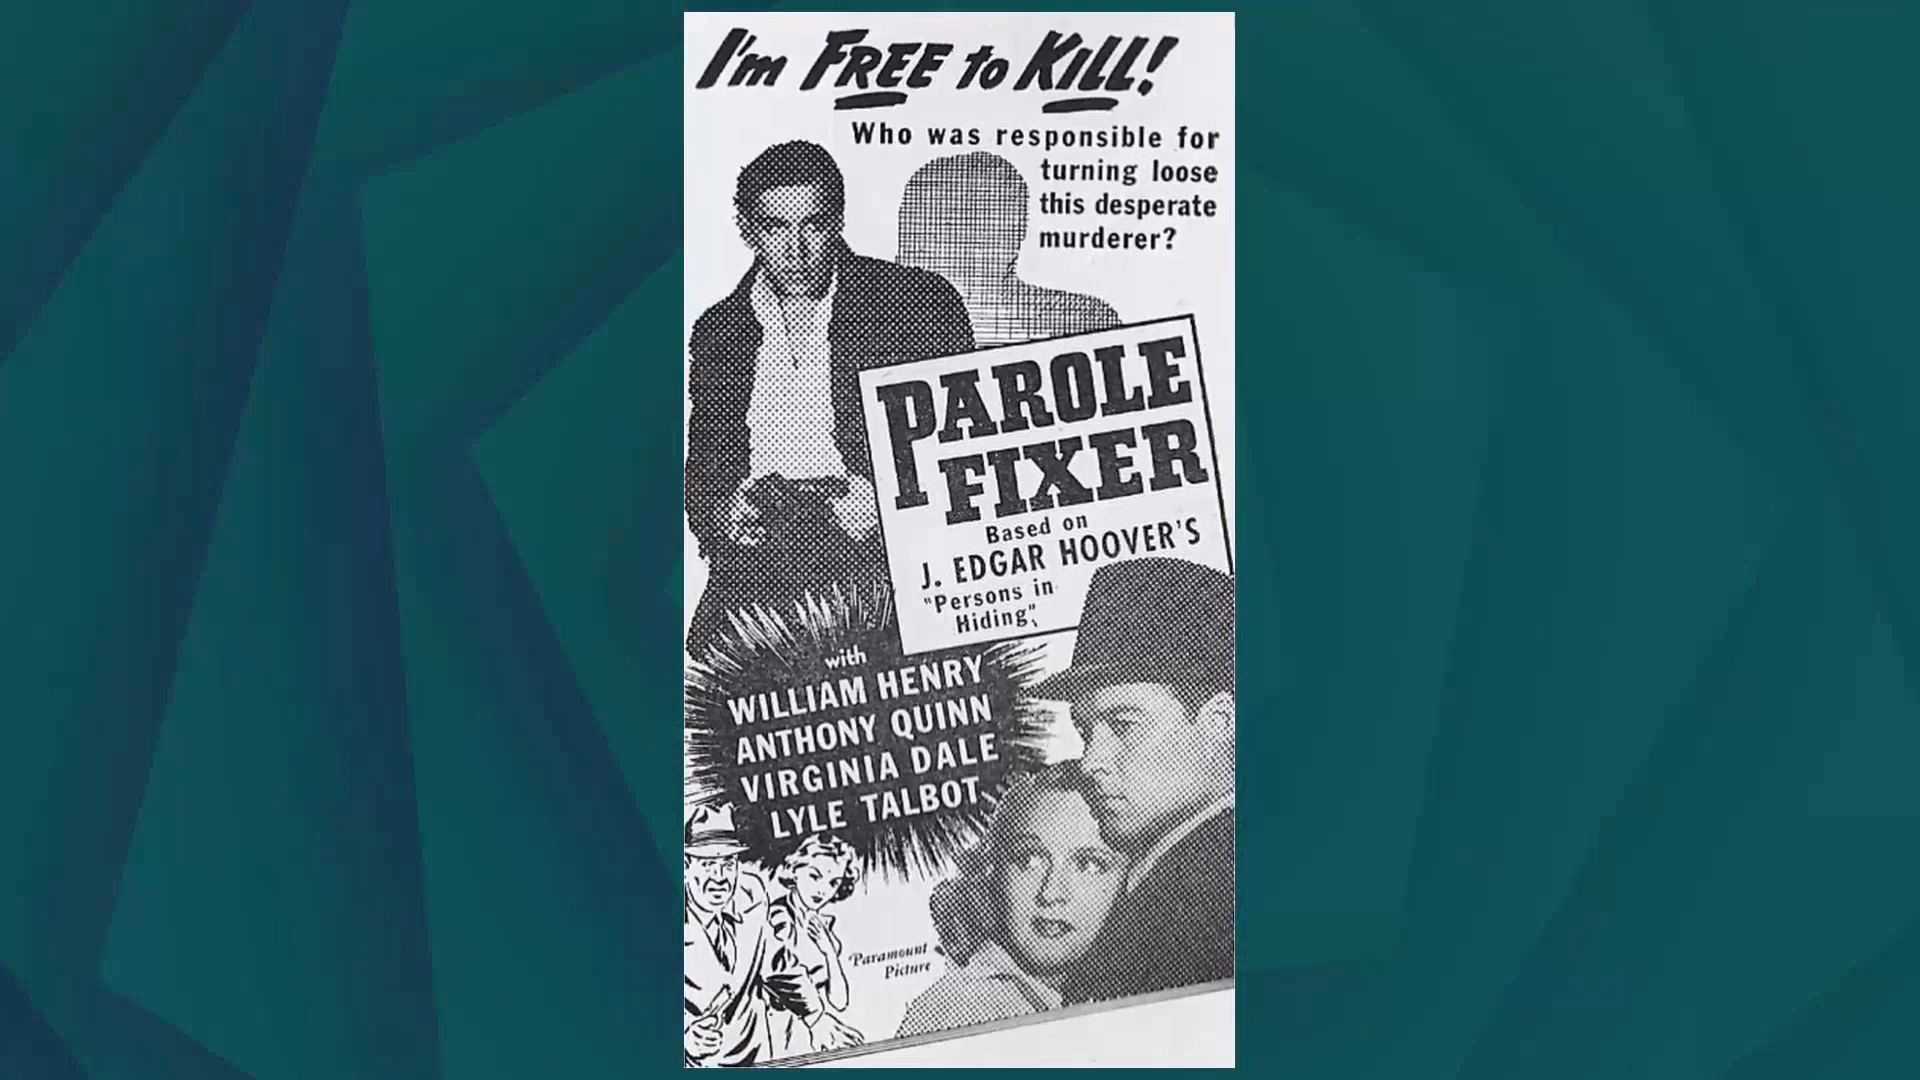 I'm FREE to KILL!
Who was responsible for
turning loose
this desperate
murderer?
PAROLE
FIXER
Based on
J. EDGAR HOOVER'S
"Persons in
Hiding"
with
WILLIAM HENRY
ANTHONY QUINN
VIRGINIA DALE
LYLE TALBOT
Paramount
Picture